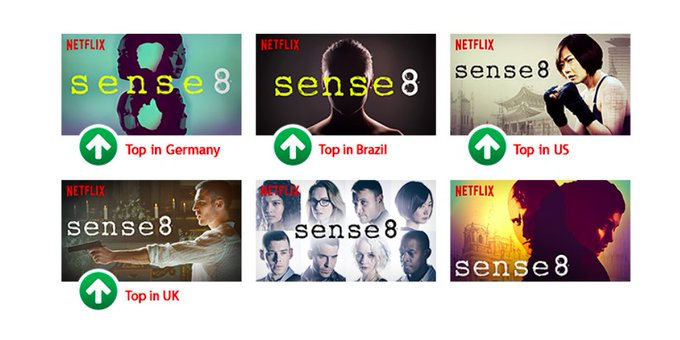 NETFLIX
sense8
Top in Germany
NETFLIX
sense8
Top in Brazil
NETFLIX
sense8
Top in US
NETFLIX
sense8
Top in UK
NETFLIX
sense8
NETFLIX
sense8